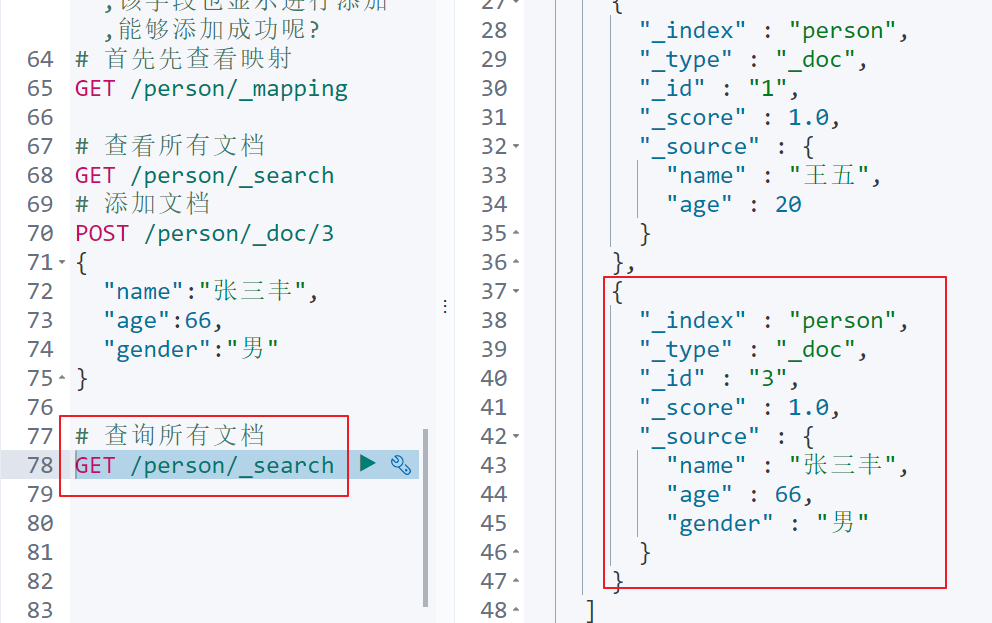 ,该字段也显示进行添加
,能够添加成功呢?
64 # 首先先查看映射
65 GET /person/_mapping
66
67 # 查看所有文档
68 GET /person/_search
69 # 添加文档
70 POST /person/_doc/3
71 {
72 "name":"张三丰",
73 "age":66,
74 "gender":"男"
75 }
76
77 # 查询所有文档
78 GET /person/_search
79
80
81
82
83
27 {
28 "_index" : "person",
29 "_type" : "_doc",
30 "_id" : "1",
31 "_score" : 1.0,
32 "_source" : {
33 "name" : "王五",
34 "age" : 20
35 }
36 },
37 {
38 "_index" : "person",
39 "_type" : "_doc",
40 "_id" : "3",
41 "_score" : 1.0,
42 "_source" : {
43 "name" : "张三丰",
44 "age" : 66,
45 "gender" : "男"
46 }
47 }
48 ]